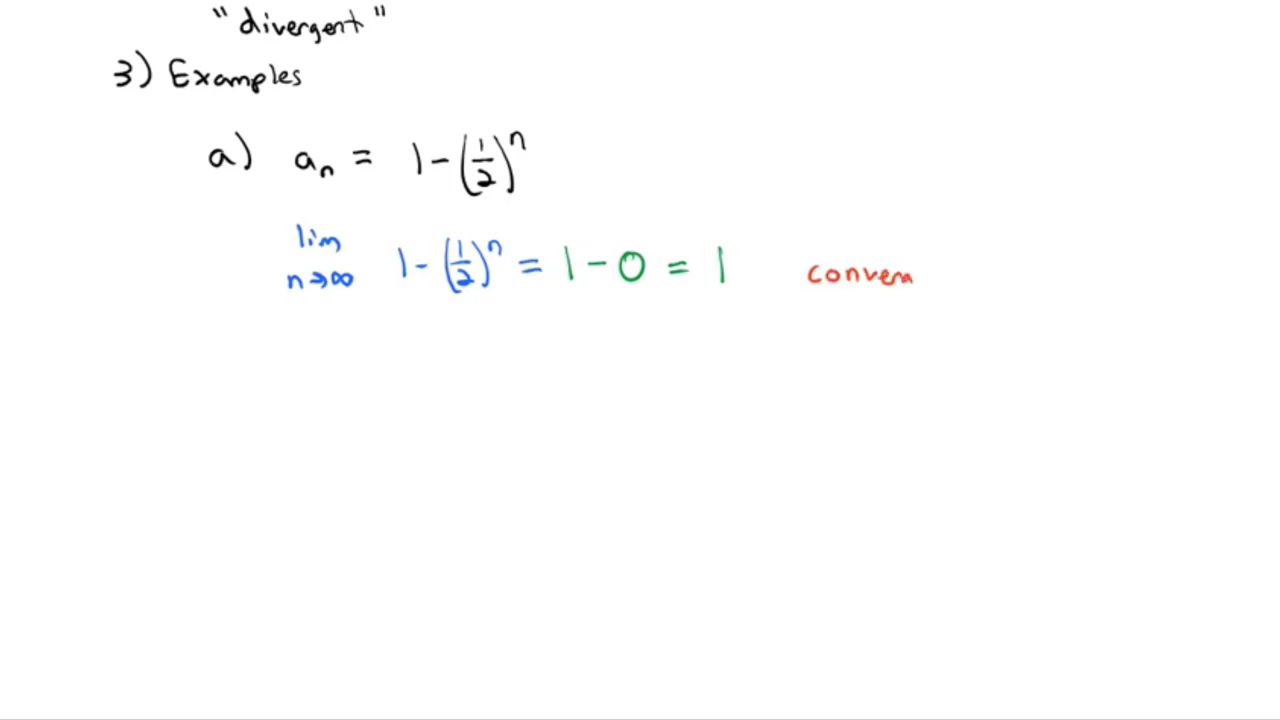 "divergent"
3) Examples
a) aₙ = 1 - (1/2)ⁿ
lim n→∞ 1 - (1/2)ⁿ = 1 - 0 = 1 conver